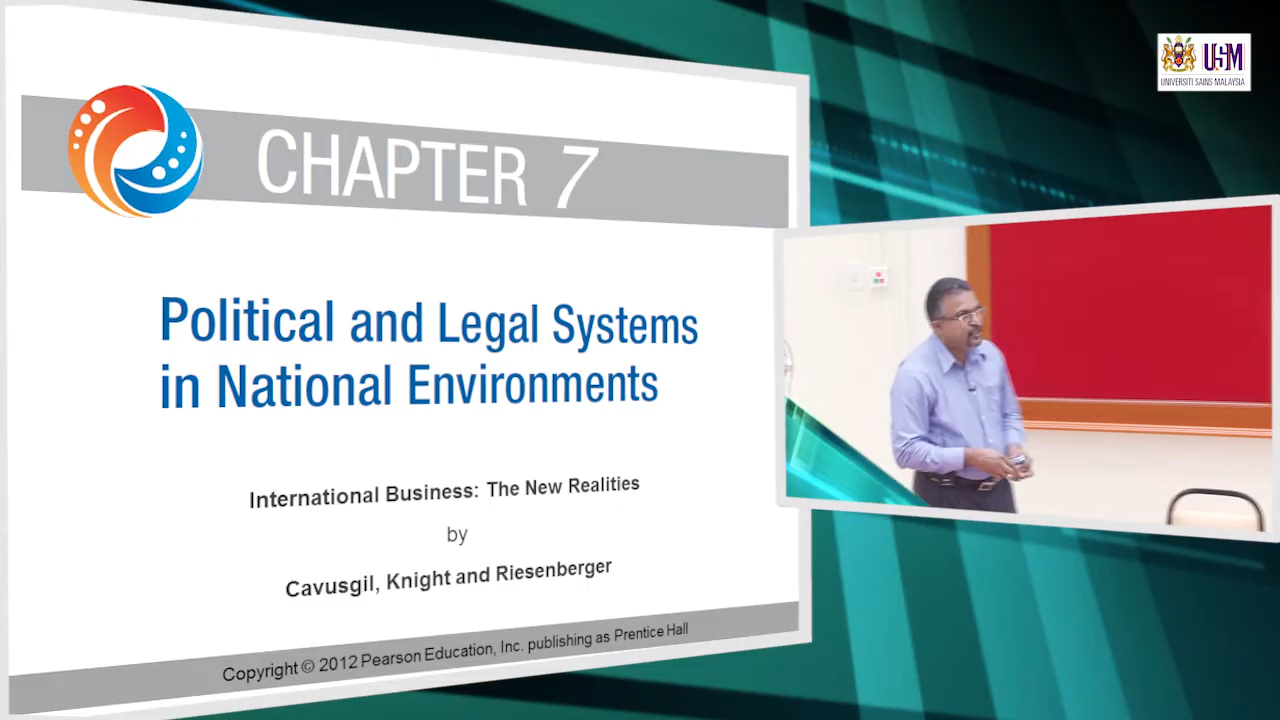 CHAPTER 7
Political and Legal Systems
in National Environments
International Business: The New Realities
by
Cavusgil, Knight and Riesenberger
Copyright © 2012 Pearson Education, Inc. publishing as Prentice Hall
USM
UNIVERSITI SAINS MALAYSIA